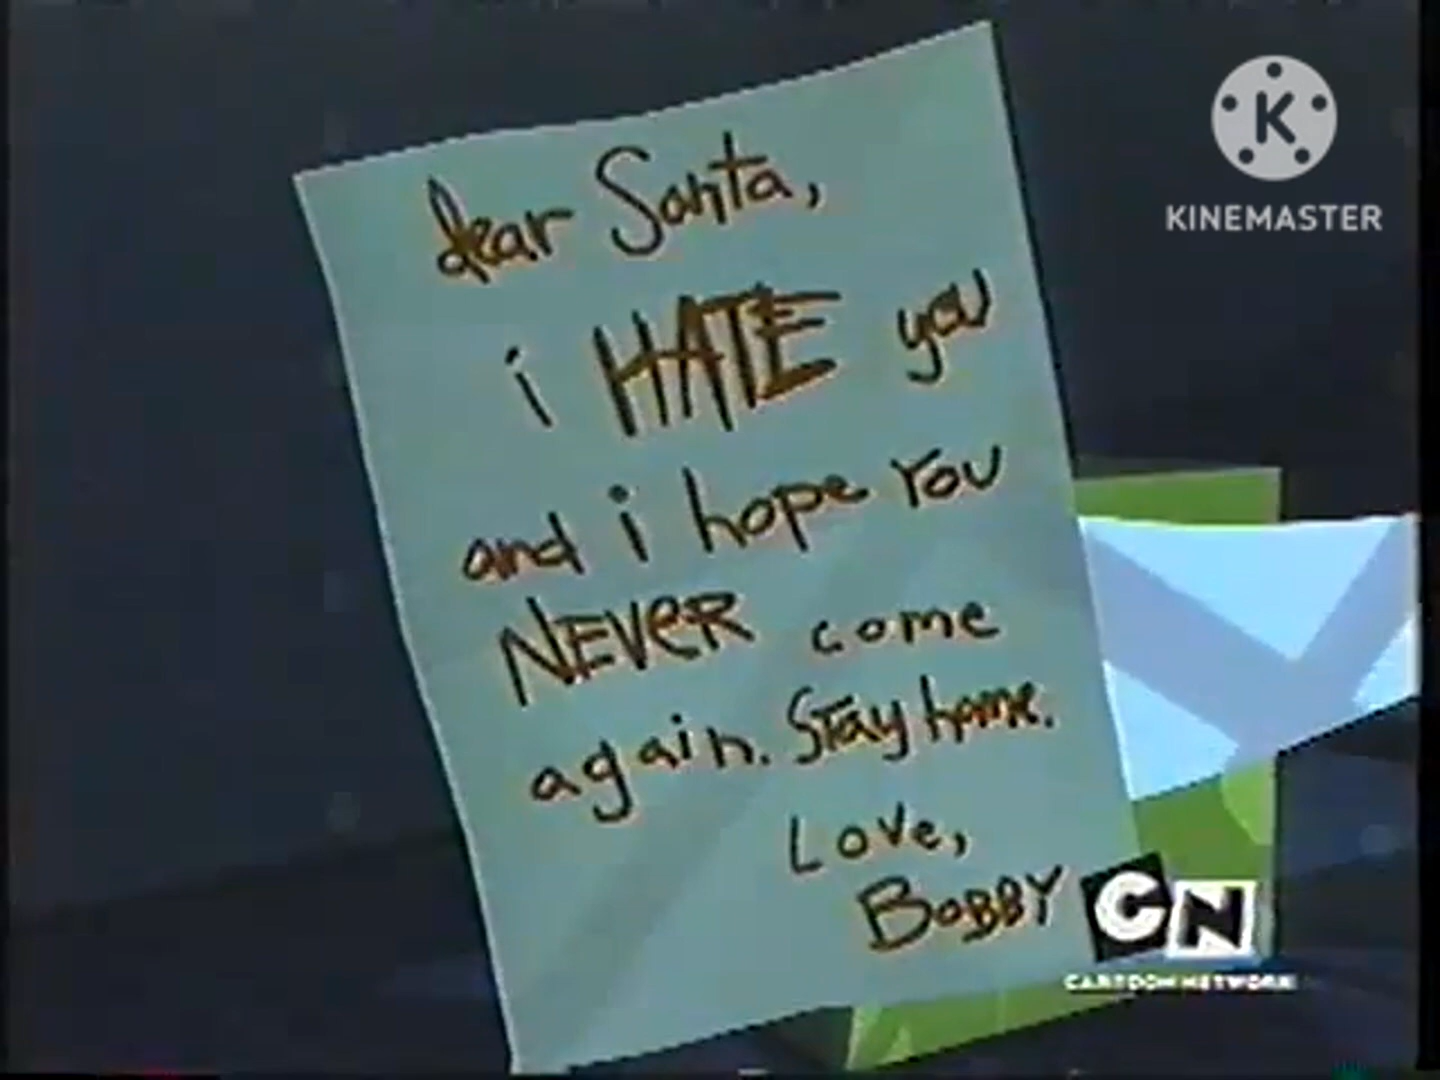 dear Santa,
i HATE you
and i hope You
NEVeR come
again. Stay home.
Love,
BoBBY
K
KINEMASTER
CN
CARTOON NETWORK